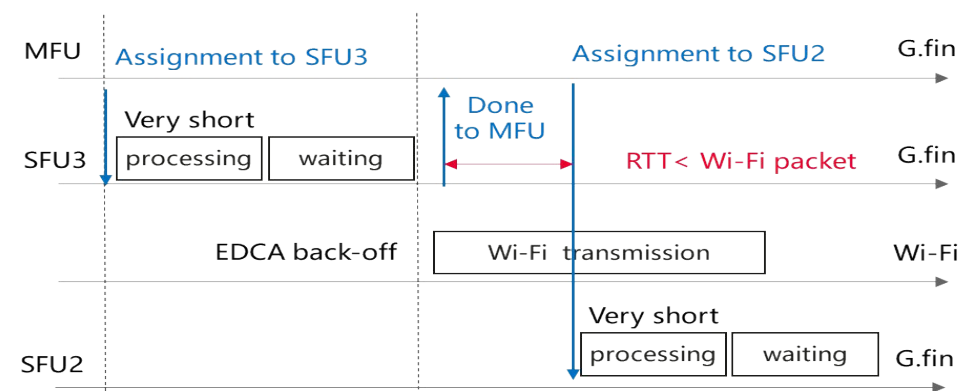 MFU
Assignment to SFU3
Assignment to SFU2
G.fin
Very short
Done
to MFU
SFU3
processing
waiting
RTT< Wi-Fi packet
G.fin
EDCA back-off
Wi-Fi transmission
Wi-Fi
Very short
SFU2
processing
waiting
G.fin